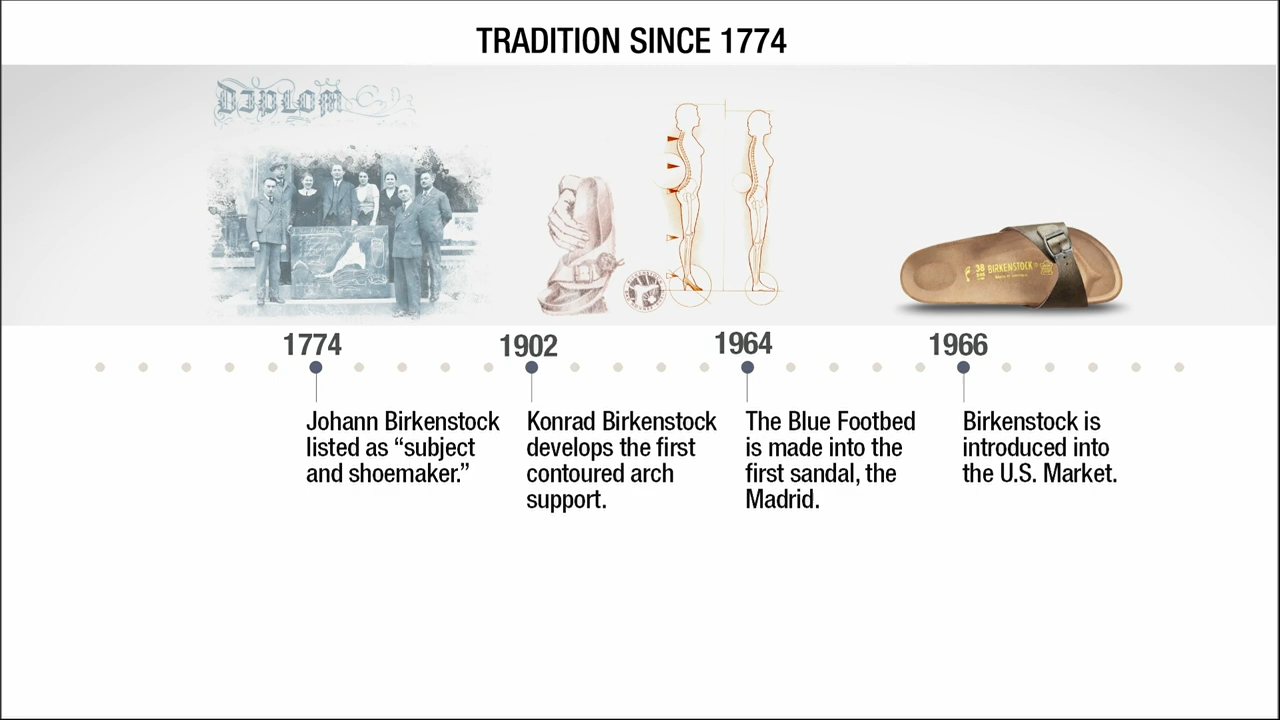 TRADITION SINCE 1774
Diplom
38
BIRKENSTOCK
1774
1902
1964
1966
Johann Birkenstock
listed as “subject
and shoemaker.”
Konrad Birkenstock
develops the first
contoured arch
support.
The Blue Footbed
is made into the
first sandal, the
Madrid.
Birkenstock is
introduced into
the U.S. Market.